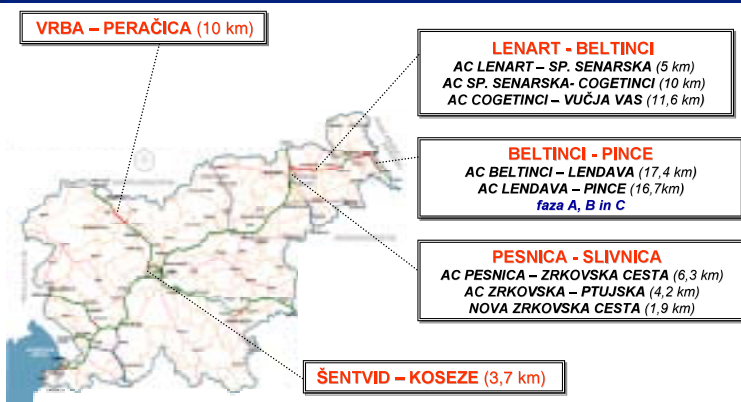 VRBA – PERAČICA (10 km)
LENART - BELTINCI
AC LENART – SP. SENARSKA (5 km)
AC SP. SENARSKA- COGETINCI (10 km)
AC COGETINCI – VUČJA VAS (11,6 km)
BELTINCI - PINCE
AC BELTINCI – LENDAVA (17,4 km)
AC LENDAVA – PINCE (16,7km)
faza A, B in C
PESNICA - SLIVNICA
AC PESNICA – ZRKOVSKA CESTA (6,3 km)
AC ZRKOVSKA – PTUJSKA (4,2 km)
NOVA ZRKOVSKA CESTA (1,9 km)
ŠENTVID – KOSEZE (3,7 km)